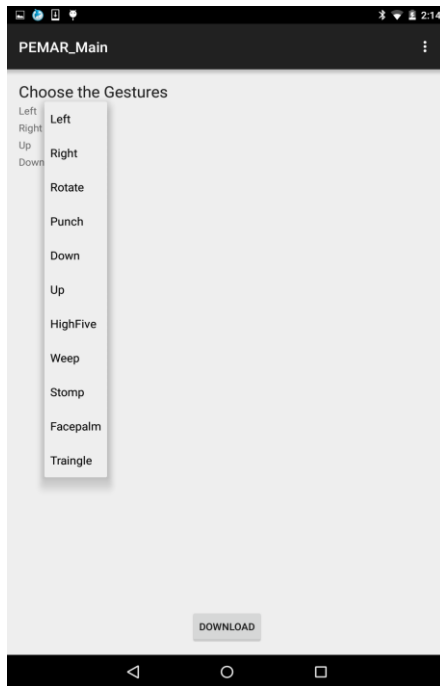 2:14
PEMAR_Main
Choose the Gestures
Left
Right
Up
Down
Left
Right
Rotate
Punch
Down
Up
HighFive
Weep
Stomp
Facepalm
Traingle
DOWNLOAD